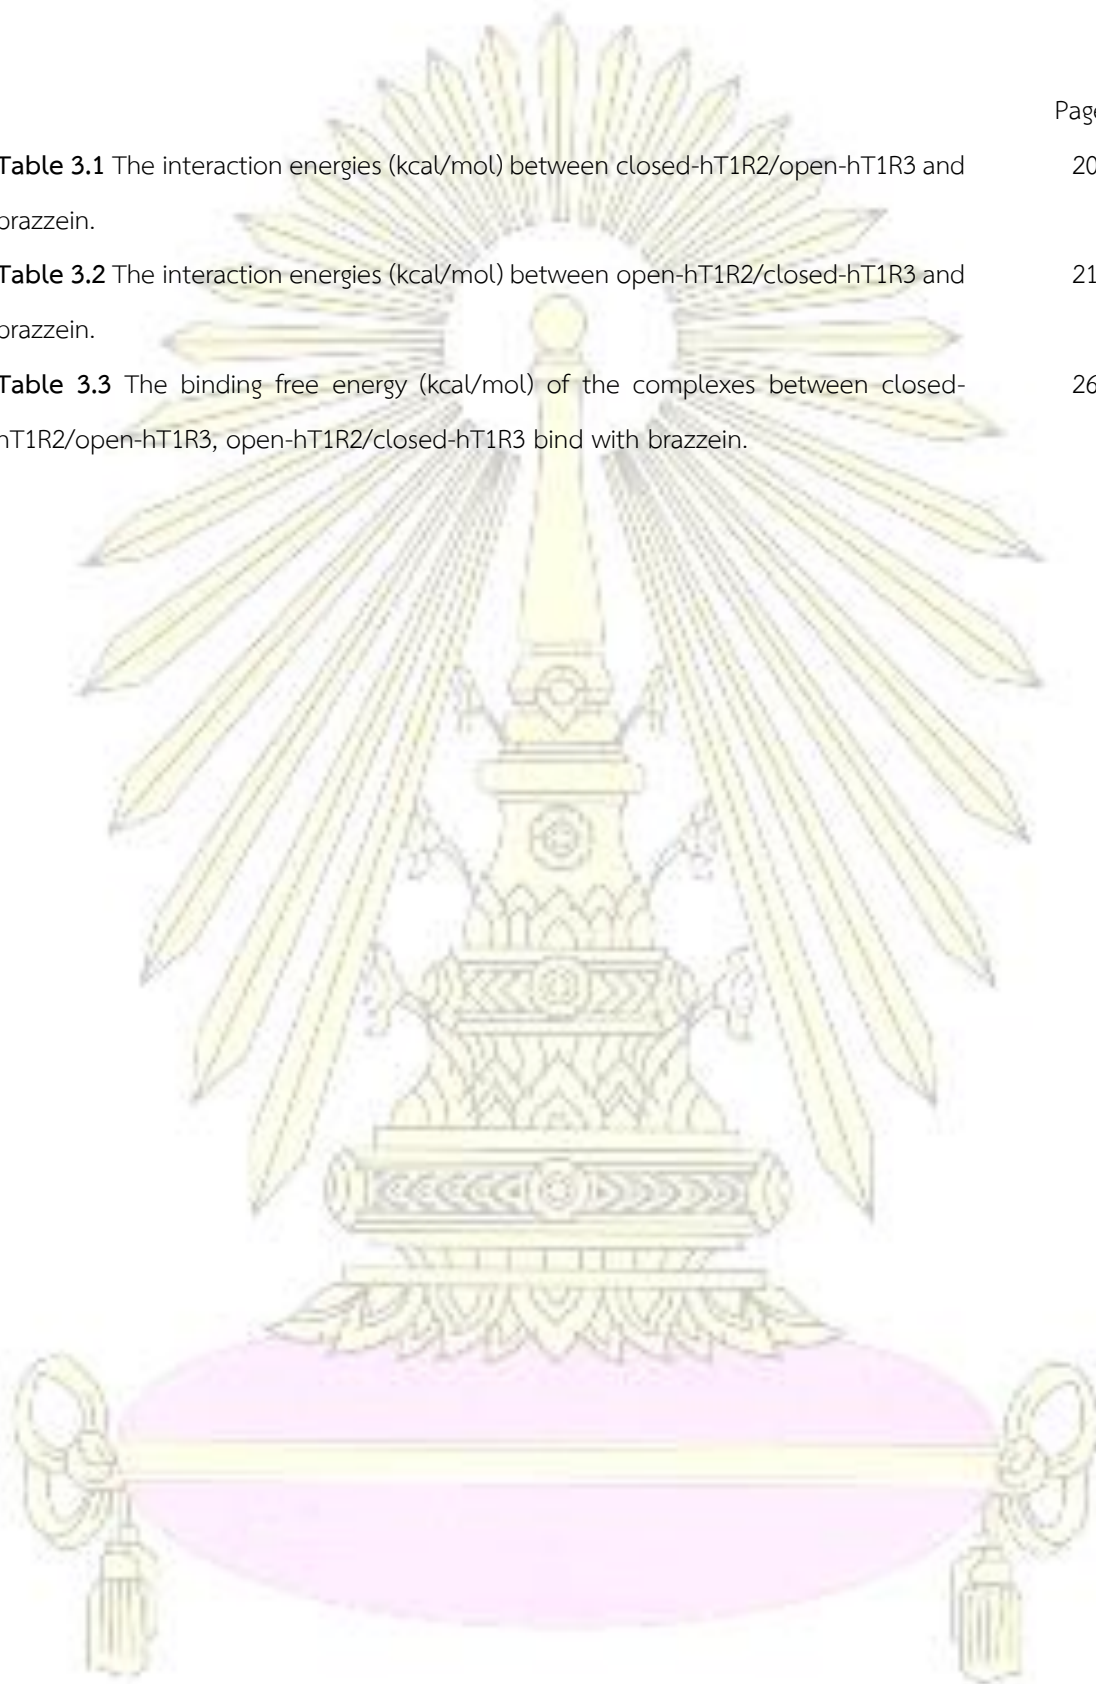 Page
Table 3.1 The interaction energies (kcal/mol) between closed-hT1R2/open-hT1R3 and 20
brazzein.
Table 3.2 The interaction energies (kcal/mol) between open-hT1R2/closed-hT1R3 and 21
brazzein.
Table 3.3 The binding free energy (kcal/mol) of the complexes between closed- 26
hT1R2/open-hT1R3, open-hT1R2/closed-hT1R3 bind with brazzein.